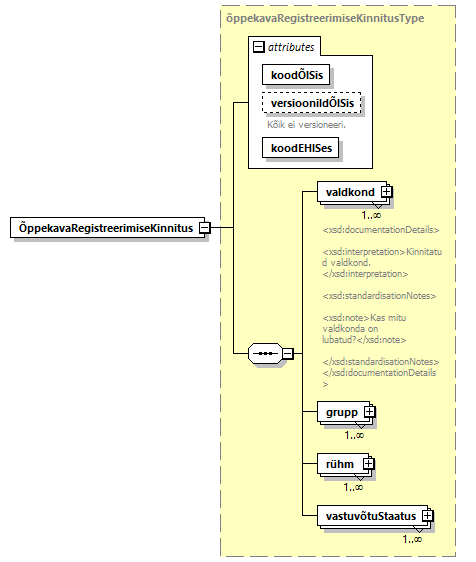 õppekavaRegistreerimiseKinnitusType
attributes
koodÕISis
versioonildÕISis
Kõik ei versioneeri.
koodEHISes
ÕppekavaRegistreerimiseKinnitus
valdkond
1..∞
<xsd:documentationDetails>
<xsd:interpretation>Kinnitatu
d valdkond.
</xsd:interpretation>
<xsd:standardisationNotes>
<xsd:note>Kas mitu
valdkonda on
lubatud?</xsd:note>
</xsd:standardisationNotes>
</xsd:documentationDetails
>
grupp
1..∞
rühm
1..∞
vastuvõtuStaatus
1..∞